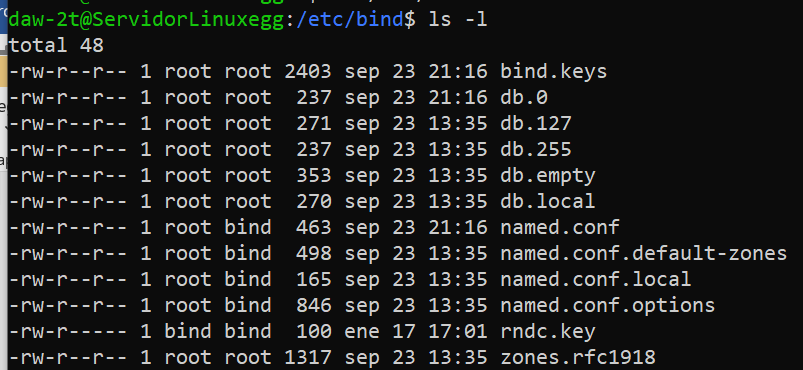 daw-2t@ServidorLinuxegg:/etc/bind$ ls -l
total 48
-rw-r--r-- 1 root root 2403 sep 23 21:16 bind.keys
-rw-r--r-- 1 root root  237 sep 23 21:16 db.0
-rw-r--r-- 1 root root  271 sep 23 13:35 db.127
-rw-r--r-- 1 root root  237 sep 23 13:35 db.255
-rw-r--r-- 1 root root  353 sep 23 13:35 db.empty
-rw-r--r-- 1 root root  270 sep 23 13:35 db.local
-rw-r--r-- 1 root bind  463 sep 23 21:16 named.conf
-rw-r--r-- 1 root bind  498 sep 23 13:35 named.conf.default-zones
-rw-r--r-- 1 root bind  165 sep 23 13:35 named.conf.local
-rw-r--r-- 1 root bind  846 sep 23 13:35 named.conf.options
-rw-r----- 1 bind bind  100 ene 17 17:01 rndc.key
-rw-r--r-- 1 root root 1317 sep 23 13:35 zones.rfc1918